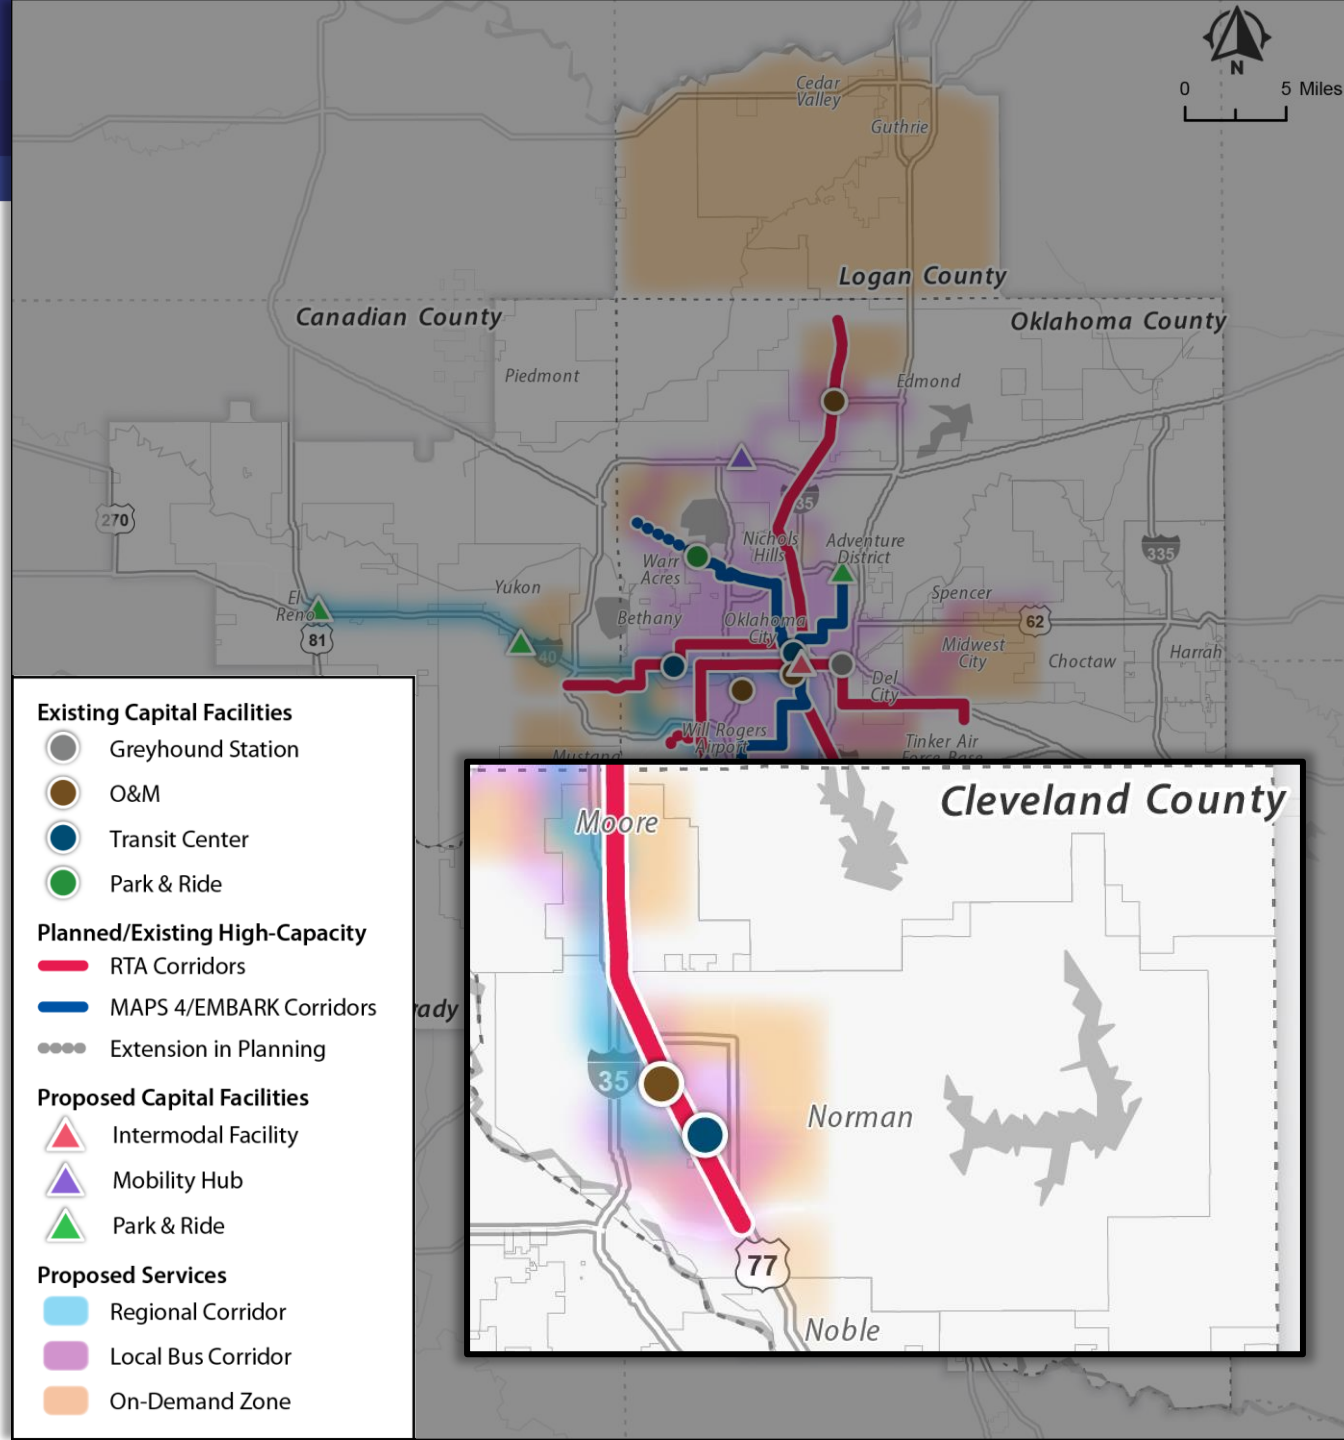 N
0 5 Miles
Cedar
Valley
Guthrie
Logan County
Canadian County
Oklahoma County
Piedmont
Edmond
35
270
Nichols
Hills
Adventure
District
335
Warr
Acres
Yukon
El
Reno
Spencer
Bethany
Oklahoma
City
62
81
40
Midwest
City
Harrah
Choctaw
Del
City
Will Rogers
Airport
Tinker Air
Force Base
Mustang
Existing Capital Facilities
Greyhound Station
O&M
Transit Center
Park & Ride
Planned/Existing High-Capacity
RTA Corridors
MAPS 4/EMBARK Corridors
Extension in Planning
Proposed Capital Facilities
Intermodal Facility
Mobility Hub
Park & Ride
Proposed Services
Regional Corridor
Local Bus Corridor
On-Demand Zone
rady
Cleveland County
Moore
35
Norman
77
Noble